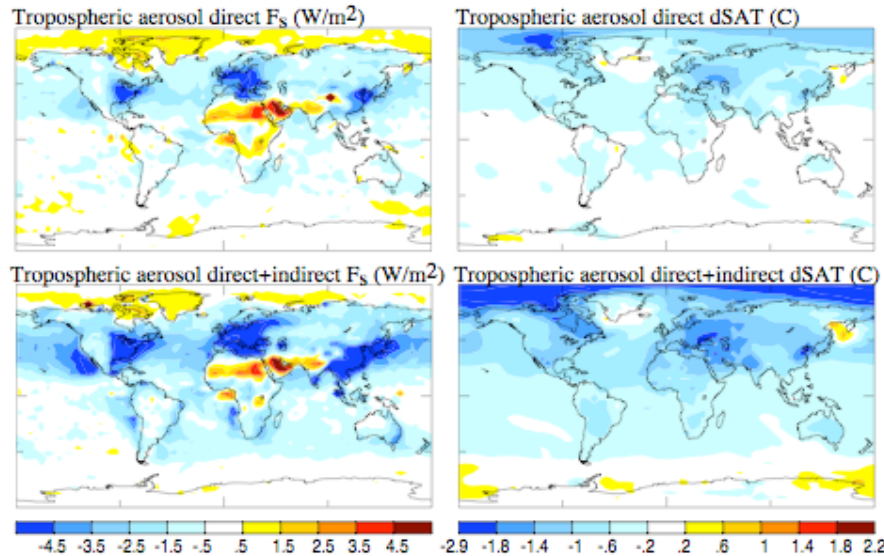 Tropospheric aerosol direct Fs (W/m2)
Tropospheric aerosol direct dSAT (C)
Tropospheric aerosol direct+indirect Fs (W/m2)
Tropospheric aerosol direct+indirect dSAT (C)
-4.5 -3.5 -2.5 -1.5 -.5 .5 1.5 2.5 3.5 4.5
-2.9 -1.8 -1.4 -1 -.6 -.2 .2 .6 1 1.4 1.8 2.2